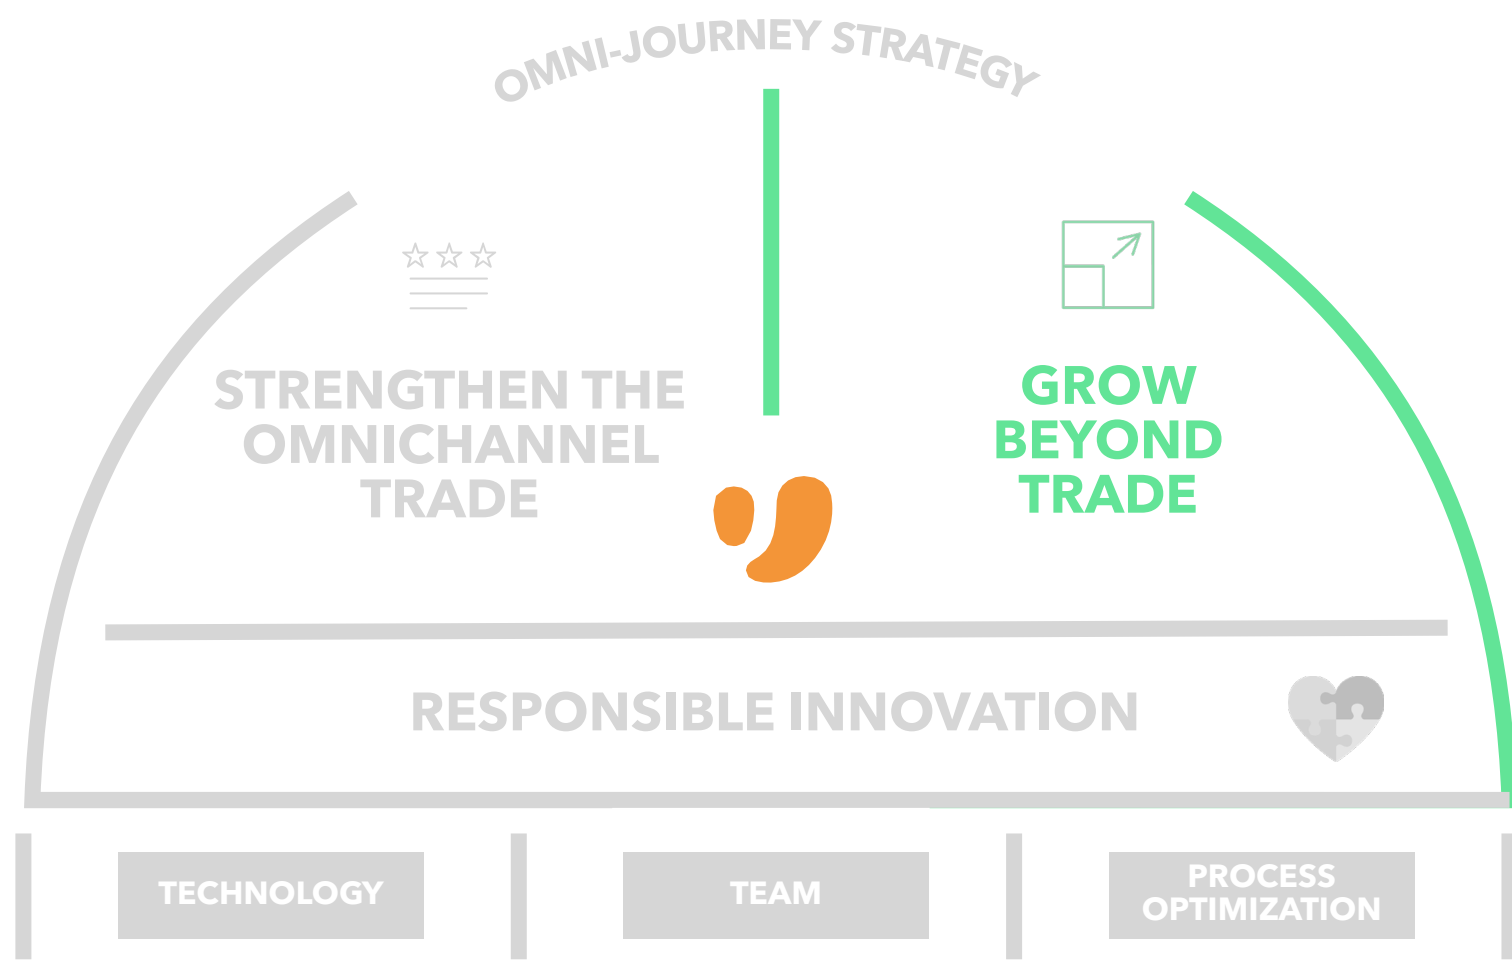 OMNI-JOURNEY STRATEGY
STRENGTHEN THE
OMNICHANNEL
TRADE
GROW
BEYOND
TRADE
RESPONSIBLE INNOVATION
TECHNOLOGY
TEAM
PROCESS
OPTIMIZATION